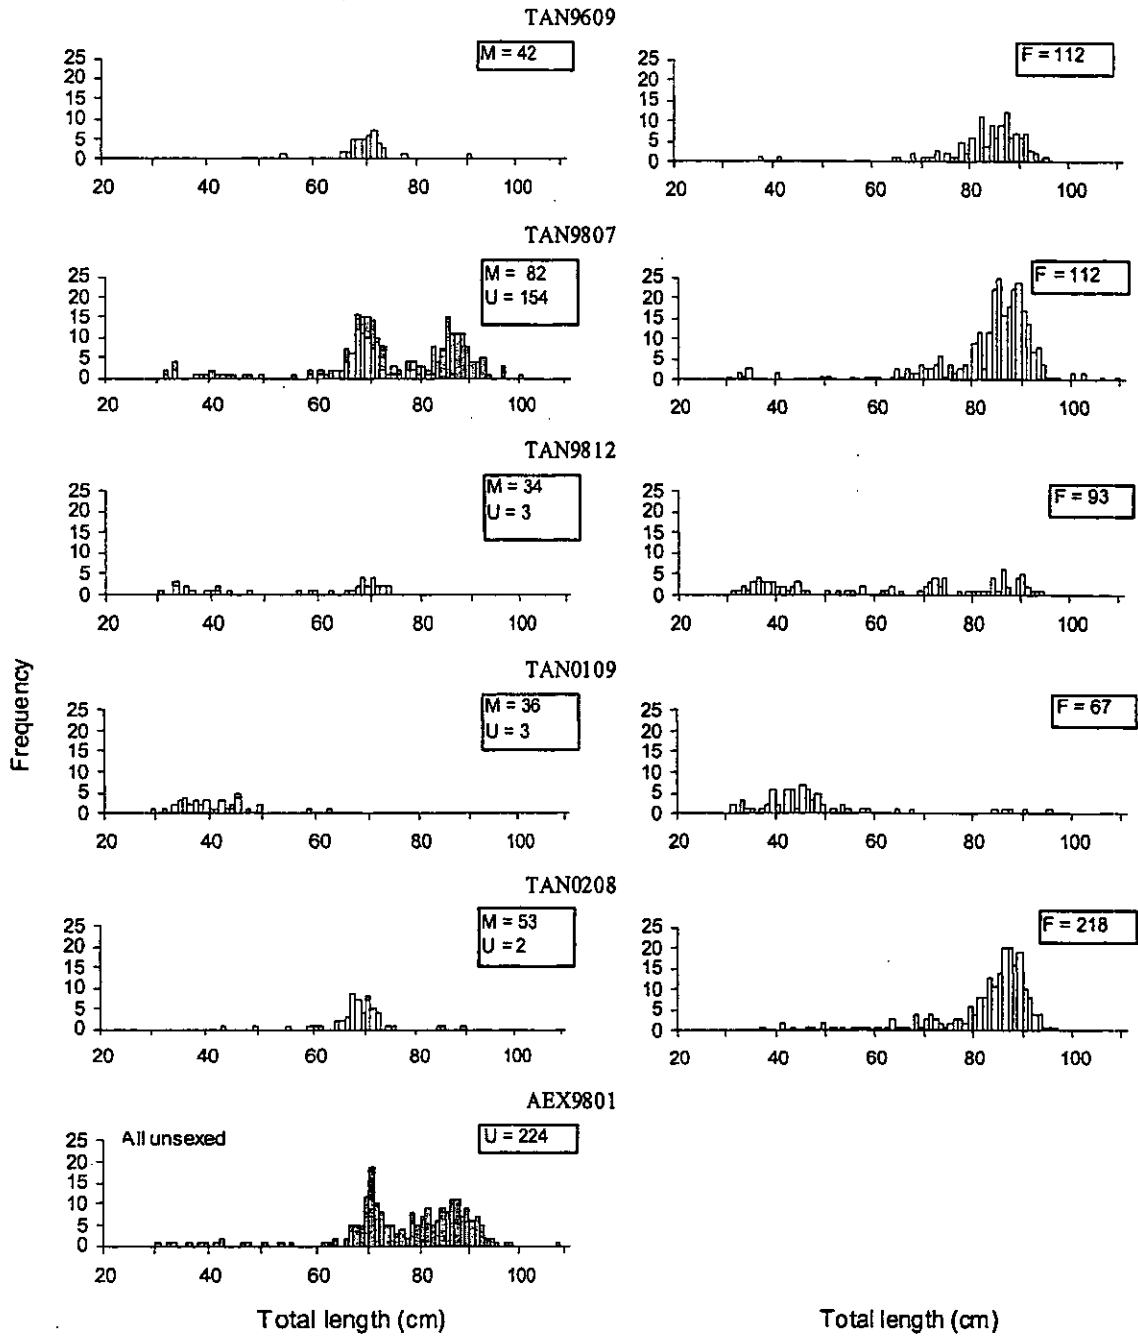 TAN9609
M = 42
F = 112
25
20
15
10
5
0
20 40 60 80 100
25
20
15
10
5
0
20 40 60 80 100
TAN9807
M = 82
U = 154
F = 112
25
20
15
10
5
0
20 40 60 80 100
25
20
15
10
5
0
20 40 60 80 100
TAN9812
M = 34
U = 3
F = 93
25
20
15
10
5
0
20 40 60 80 100
25
20
15
10
5
0
20 40 60 80 100
Frequency
TAN0109
M = 36
U = 3
F = 67
25
20
15
10
5
0
20 40 60 80 100
25
20
15
10
5
0
20 40 60 80 100
TAN0208
M = 53
U = 2
F = 218
25
20
15
10
5
0
20 40 60 80 100
25
20
15
10
5
0
20 40 60 80 100
AEX9801
All unsexed
U = 224
25
20
15
10
5
0
20 40 60 80 100
Total length (cm)
Total length (cm)